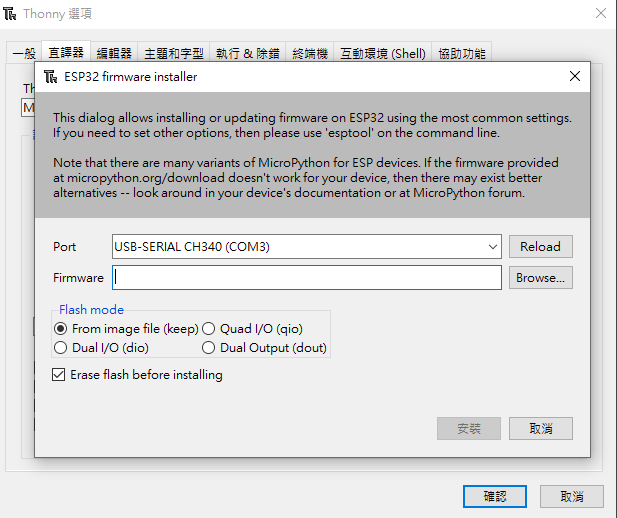 Thonny 選項
一般 直譯器 編輯器 主題和字型 執行 & 除錯 終端機 互動環境 (Shell) 協助功能
ESP32 firmware installer
This dialog allows installing or updating firmware on ESP32 using the most common settings.
If you need to set other options, then please use 'esptool' on the command line.
Note that there are many variants of MicroPython for ESP devices. If the firmware provided
at micropython.org/download doesn't work for your device, then there may exist better
alternatives -- look around in your device's documentation or at MicroPython forum.
Port USB-SERIAL CH340 (COM3) Reload
Firmware Browse...
Flash mode
From image file (keep) Quad I/O (qio)
Dual I/O (dio) Dual Output (dout)
Erase flash before installing
安裝 取消
確認 取消